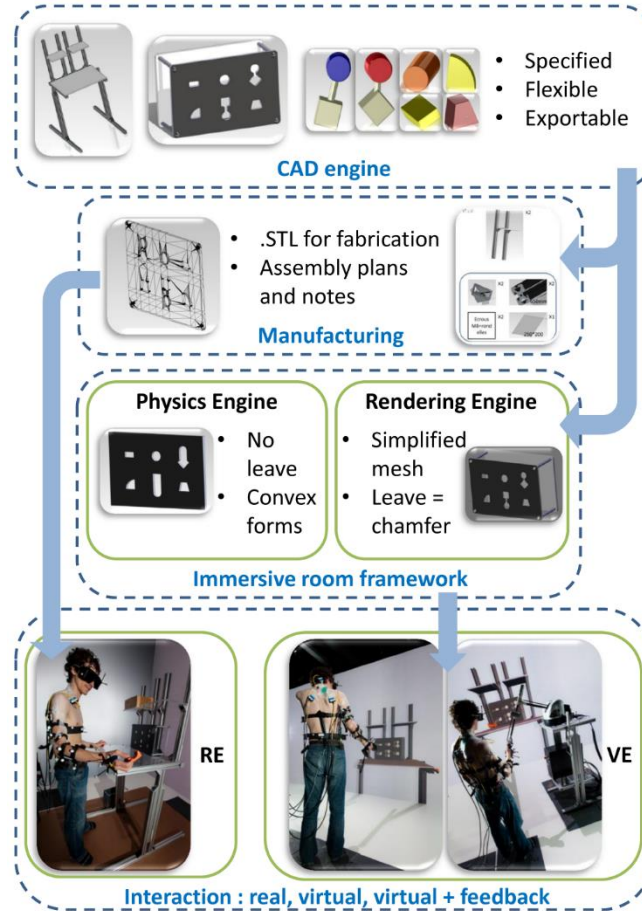 • Specified
• Flexible
• Exportable
CAD engine
• .STL for fabrication
• Assembly plans
and notes
Manufacturing
Physics Engine
• No
leave
• Convex
forms
Rendering Engine
• Simplified
mesh
• Leave =
chamfer
Immersive room framework
RE
VE
Interaction : real, virtual, virtual + feedback